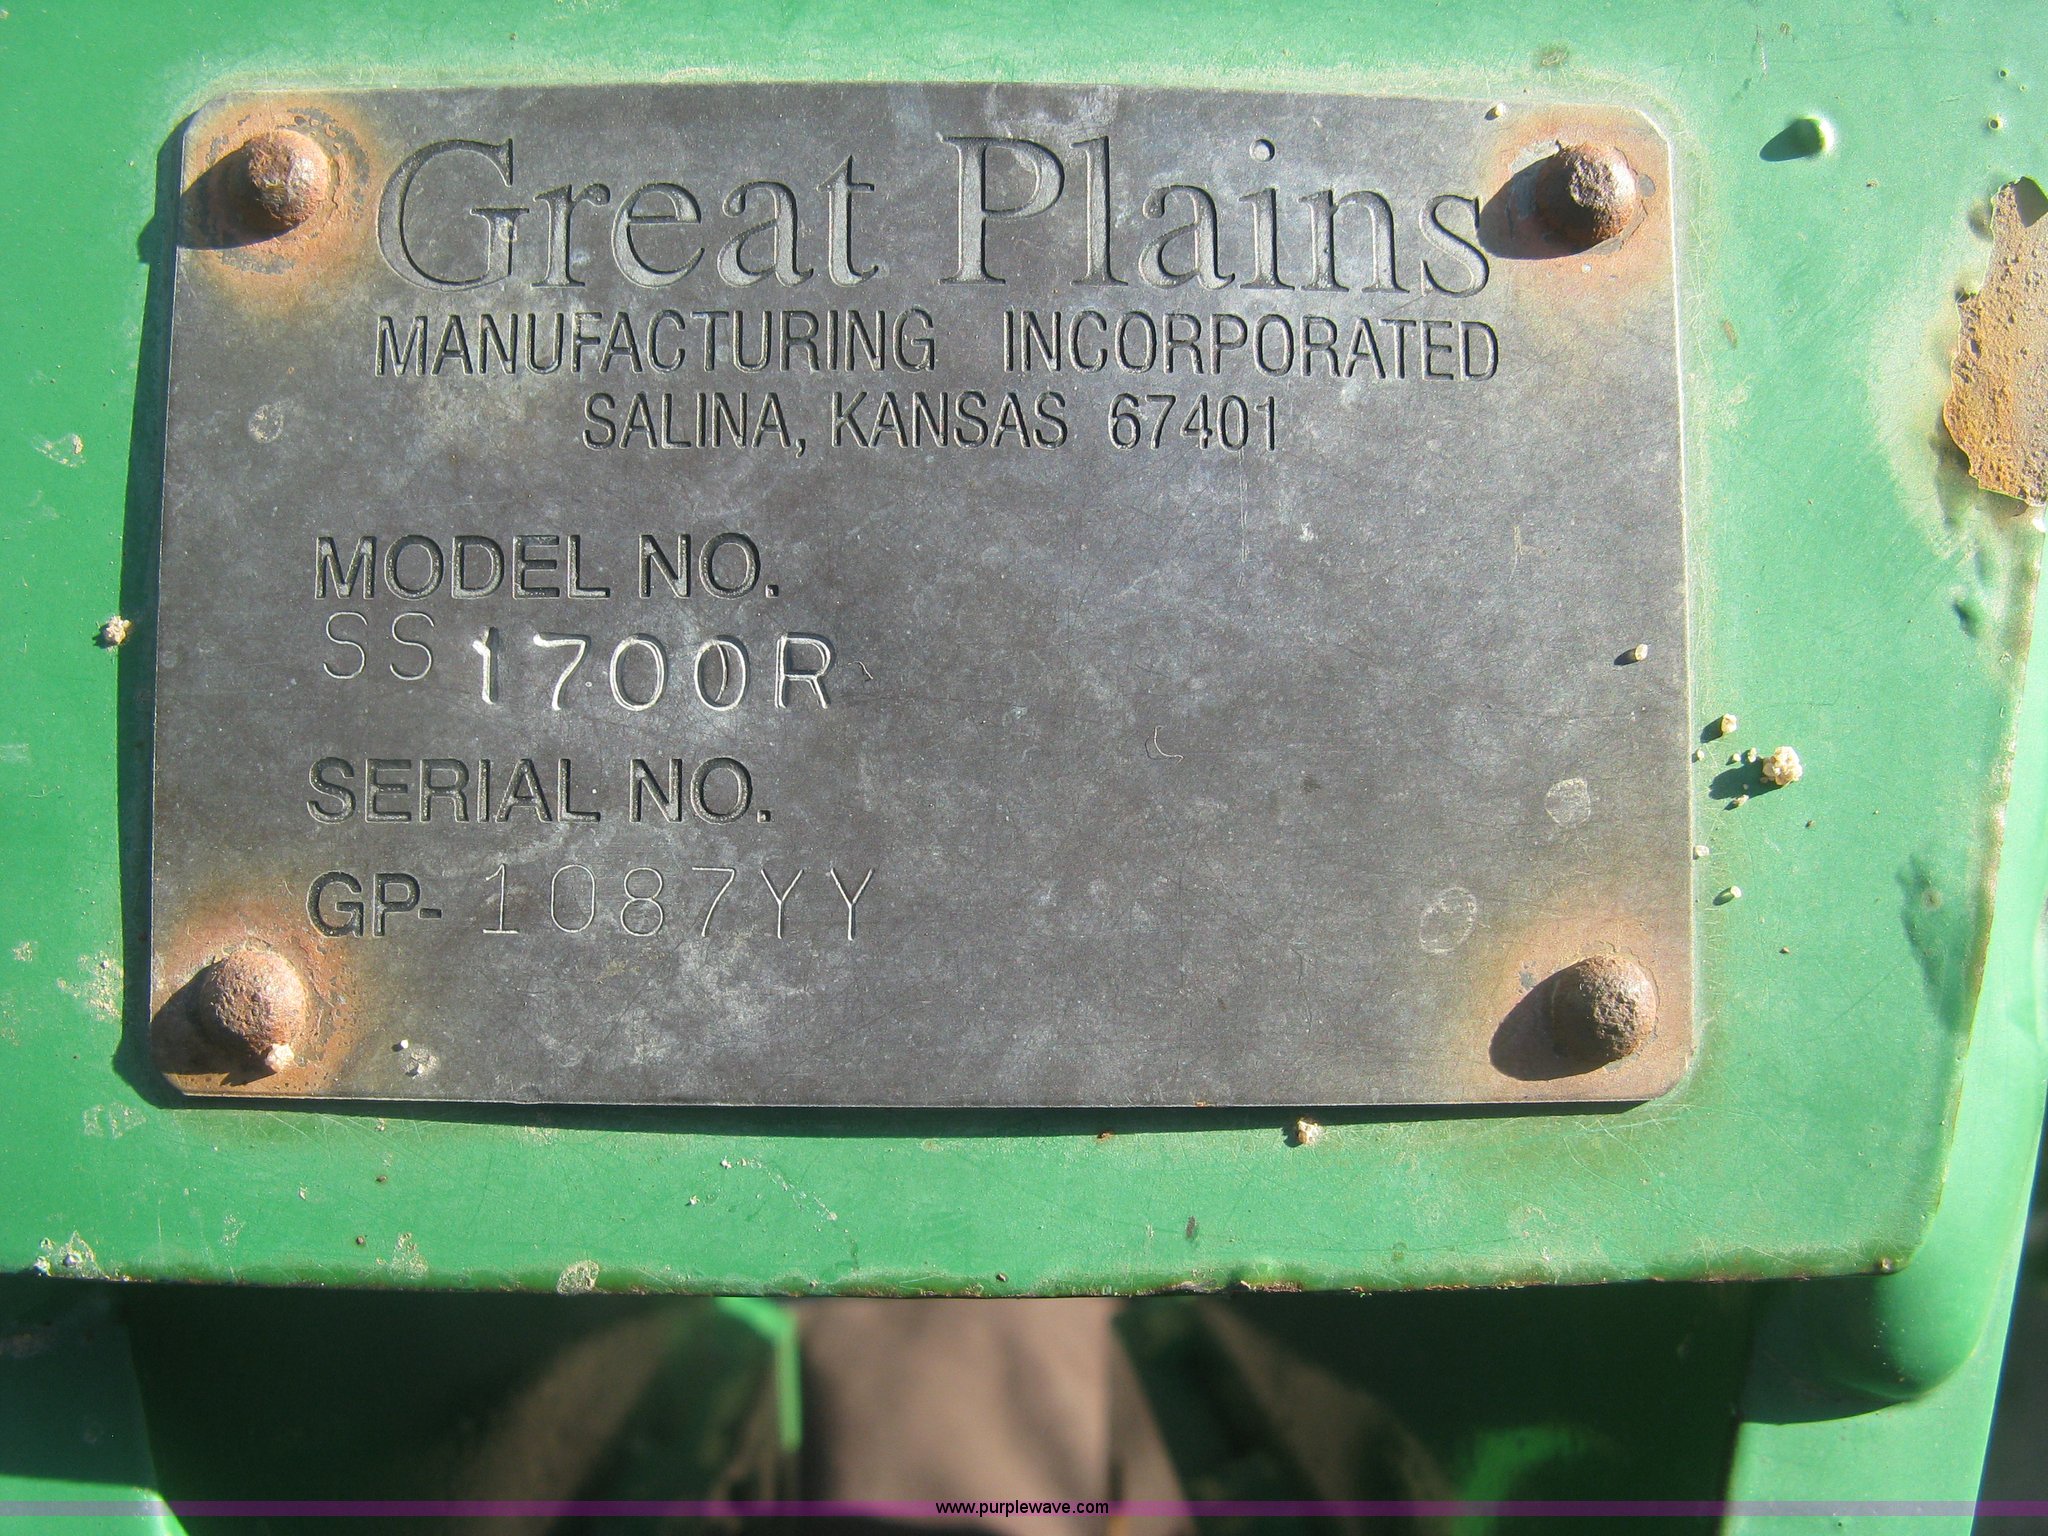 Great Plains
MANUFACTURING INCORPORATED
SALINA, KANSAS 67401
MODEL NO.
SS 1700R
SERIAL NO.
GP-1087YY
www.purplewave.com